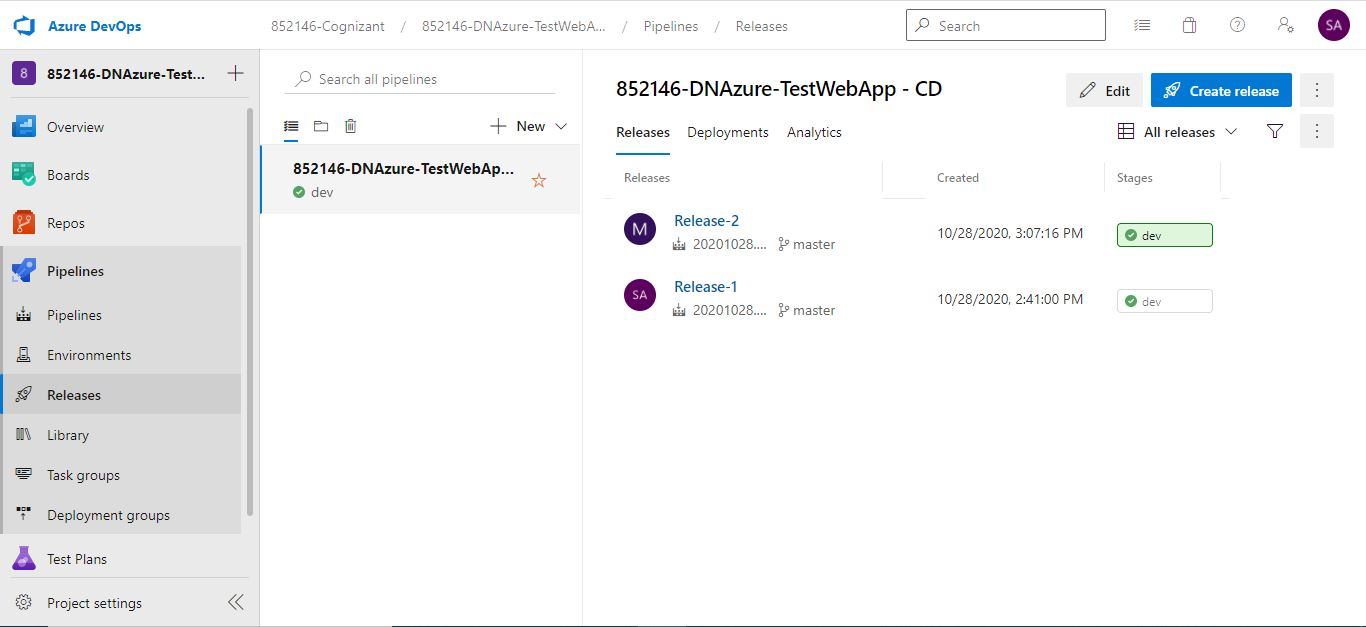 Azure DevOps
852146-Cognizant / 852146-DNAzure-TestWebA... / Pipelines / Releases
Search
SA
8 852146-DNAzure-Test...
Overview
Boards
Repos
Pipelines
Pipelines
Environments
Releases
Library
Task groups
Deployment groups
Test Plans
Project settings
Search all pipelines
New
852146-DNAzure-TestWebAp...
dev
852146-DNAzure-TestWebApp - CD
Edit
Create release
Releases Deployments Analytics
All releases
Releases Created Stages
M Release-2 10/28/2020, 3:07:16 PM dev
20201028.... master
SA Release-1 10/28/2020, 2:41:00 PM dev
20201028.... master